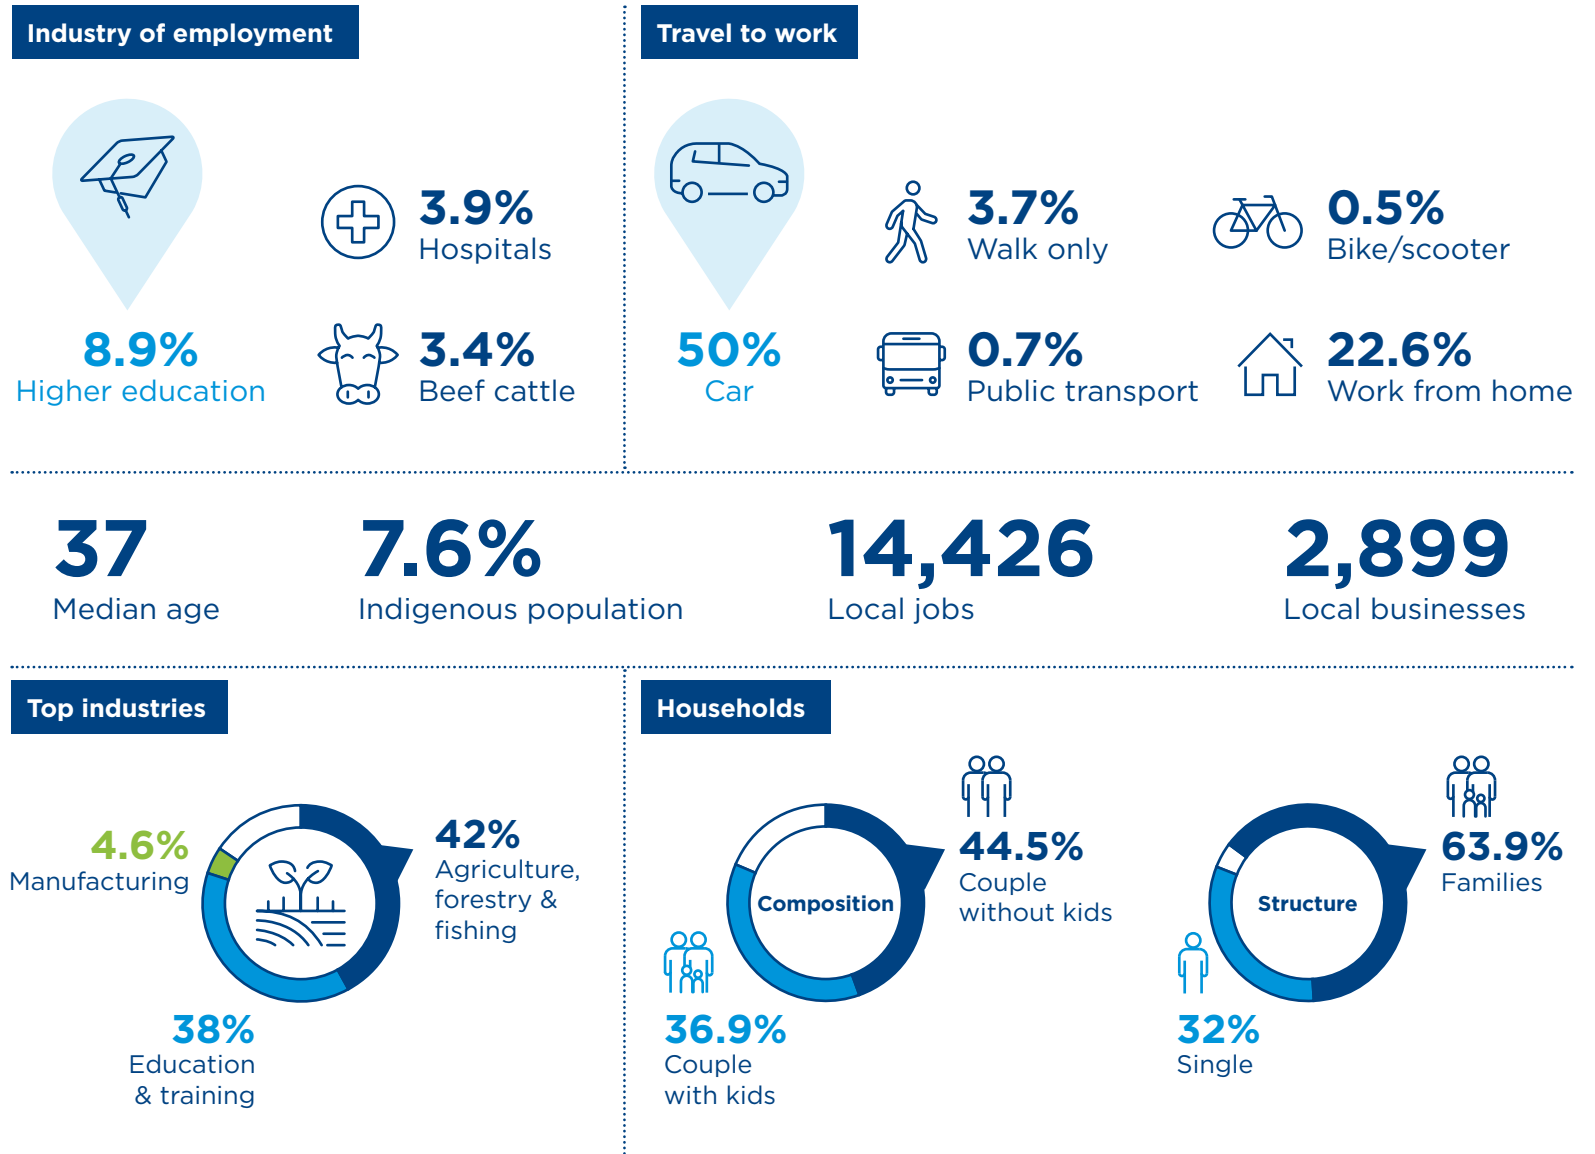 Industry of employment
8.9%
Higher education
3.9%
Hospitals
3.4%
Beef cattle
Travel to work
50%
Car
3.7%
Walk only
0.5%
Bike/scooter
0.7%
Public transport
22.6%
Work from home
37
Median age
7.6%
Indigenous population
14,426
Local jobs
2,899
Local businesses
Top industries
4.6%
Manufacturing
42%
Agriculture,
forestry &
fishing
38%
Education
& training
Households
Composition
44.5%
Couple
without kids
36.9%
Couple
with kids
Structure
63.9%
Families
32%
Single